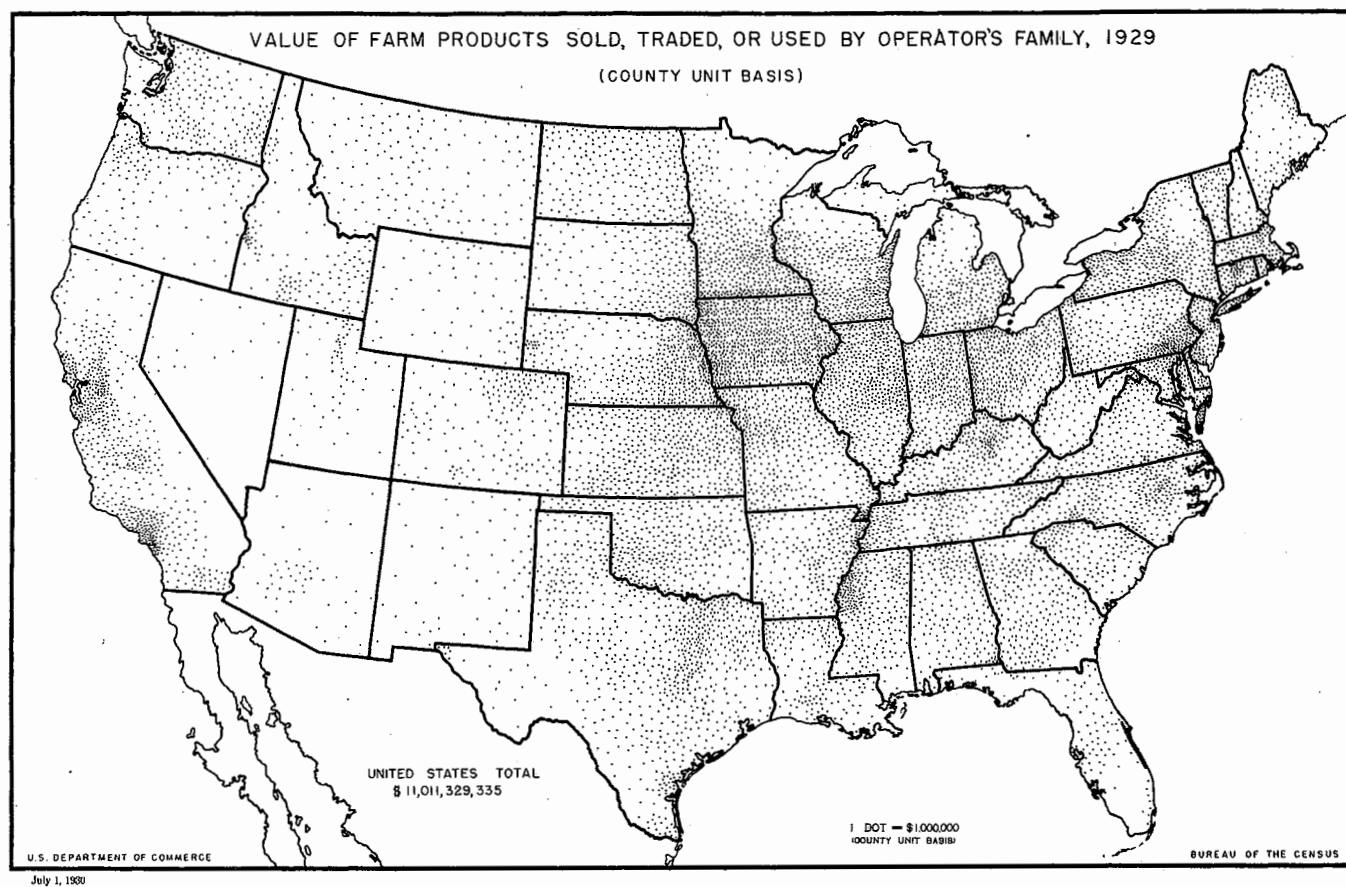 VALUE OF FARM PRODUCTS SOLD, TRADED, OR USED BY OPERATOR'S FAMILY, 1929
(COUNTY UNIT BASIS)
UNITED STATES TOTAL
$ 11,011,329,335
1 DOT = $1,000,000
(COUNTY UNIT BASIS)
U.S. DEPARTMENT OF COMMERCE
BUREAU OF THE CENSUS
July 1, 1930